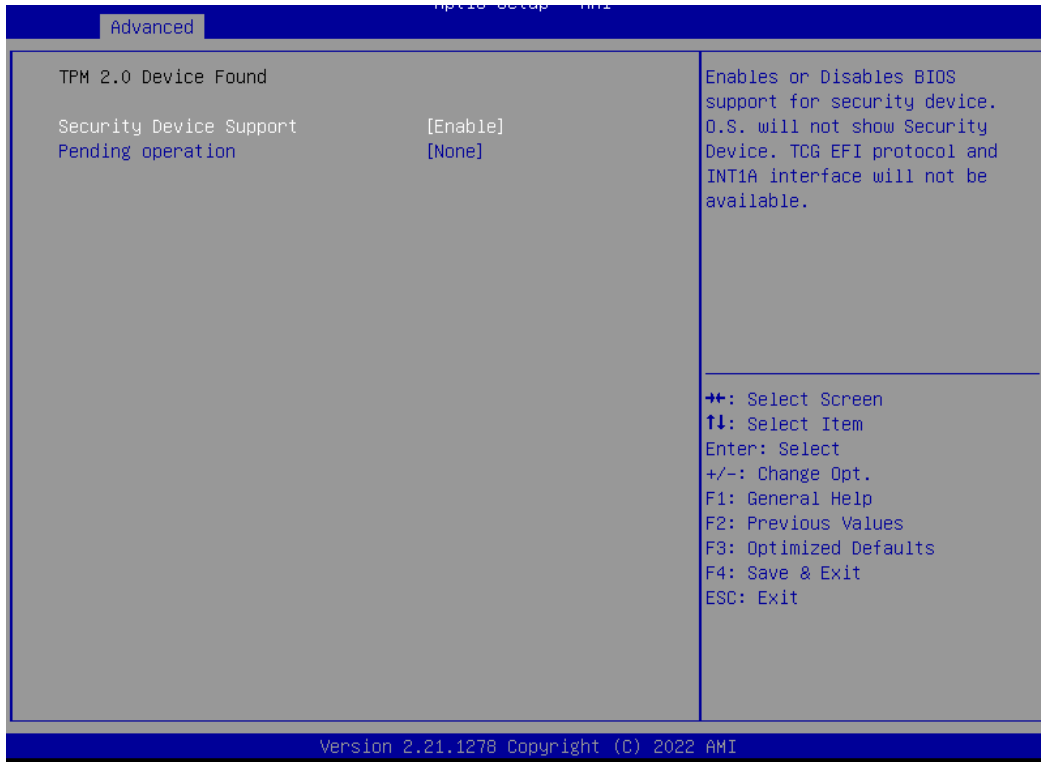 Aptio Setup - AMI
Advanced
TPM 2.0 Device Found
Security Device Support [Enable]
Pending operation [None]
Enables or Disables BIOS
support for security device.
O.S. will not show Security
Device. TCG EFI protocol and
INT1A interface will not be
available.
→←: Select Screen
↑↓: Select Item
Enter: Select
+/-: Change Opt.
F1: General Help
F2: Previous Values
F3: Optimized Defaults
F4: Save & Exit
ESC: Exit
Version 2.21.1278 Copyright (C) 2022 AMI